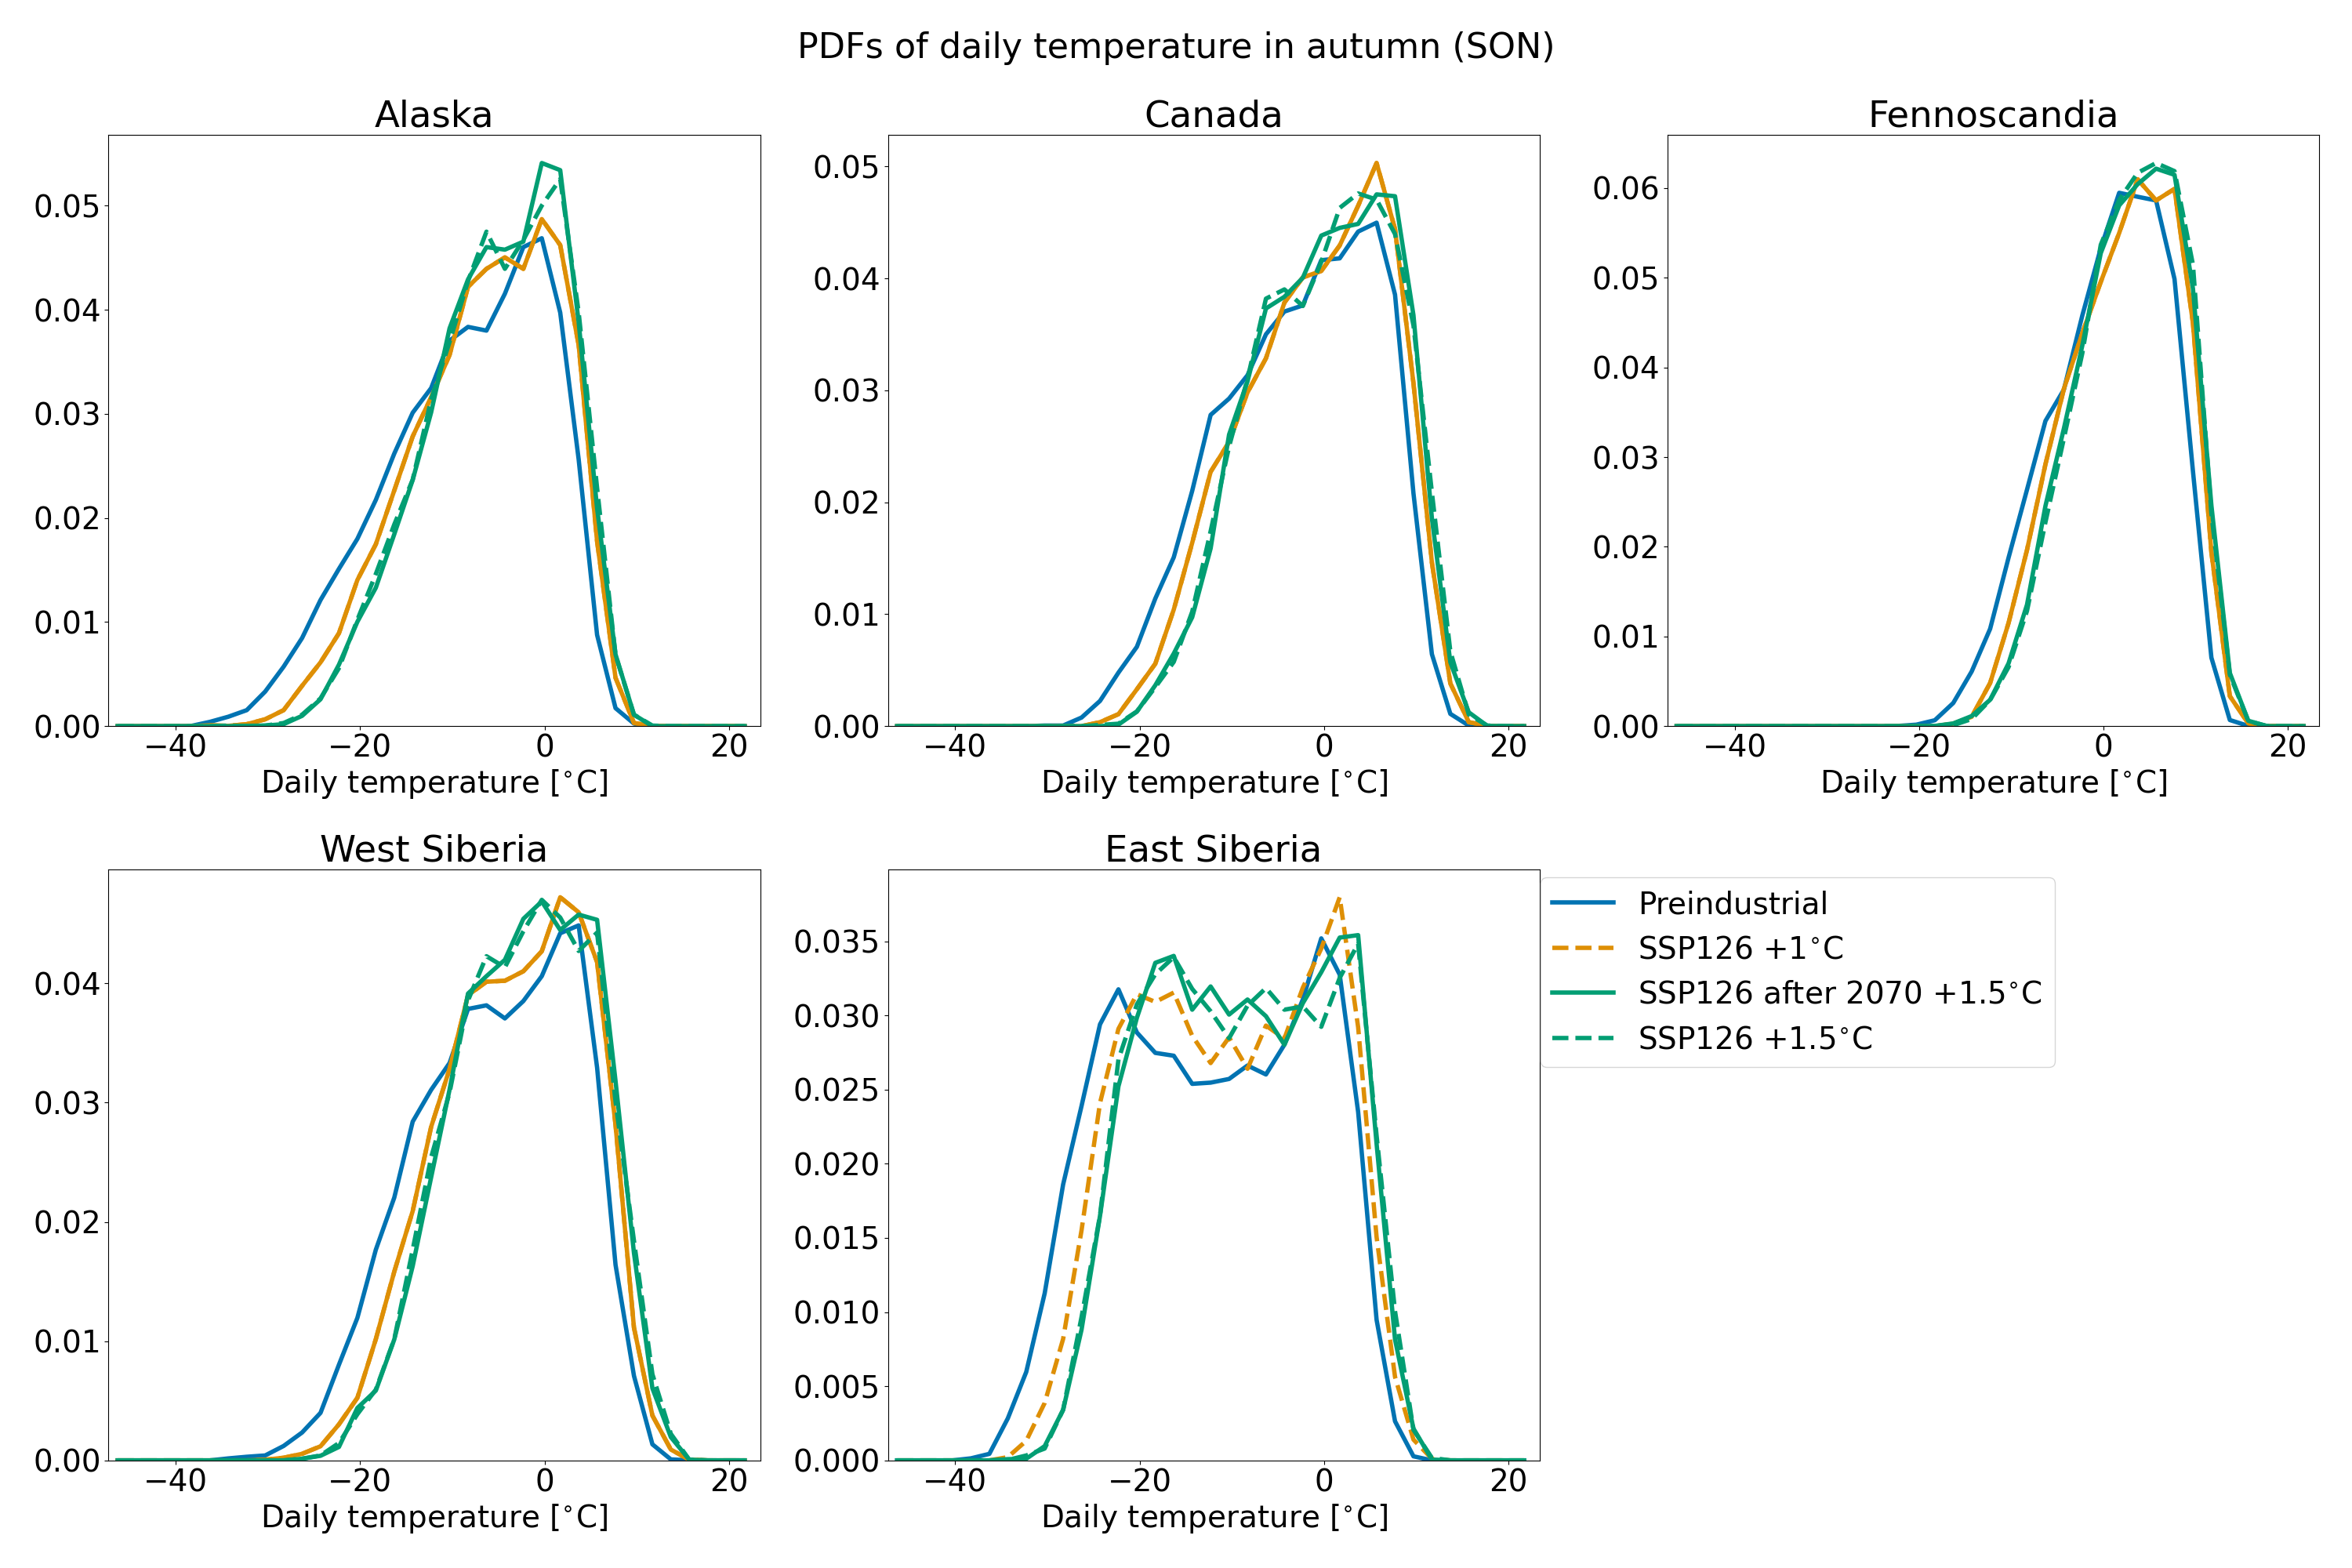 PDFs of daily temperature in autumn (SON)
Alaska
0.05
0.04
0.03
0.02
0.01
0.00
−40 −20 0 20
Daily temperature [°C]
Canada
0.05
0.04
0.03
0.02
0.01
0.00
−40 −20 0 20
Daily temperature [°C]
Fennoscandia
0.06
0.05
0.04
0.03
0.02
0.01
0.00
−40 −20 0 20
Daily temperature [°C]
West Siberia
0.04
0.03
0.02
0.01
0.00
−40 −20 0 20
Daily temperature [°C]
East Siberia
0.035
0.030
0.025
0.020
0.015
0.010
0.005
0.000
−40 −20 0 20
Daily temperature [°C]
Preindustrial
SSP126 +1°C
SSP126 after 2070 +1.5°C
SSP126 +1.5°C